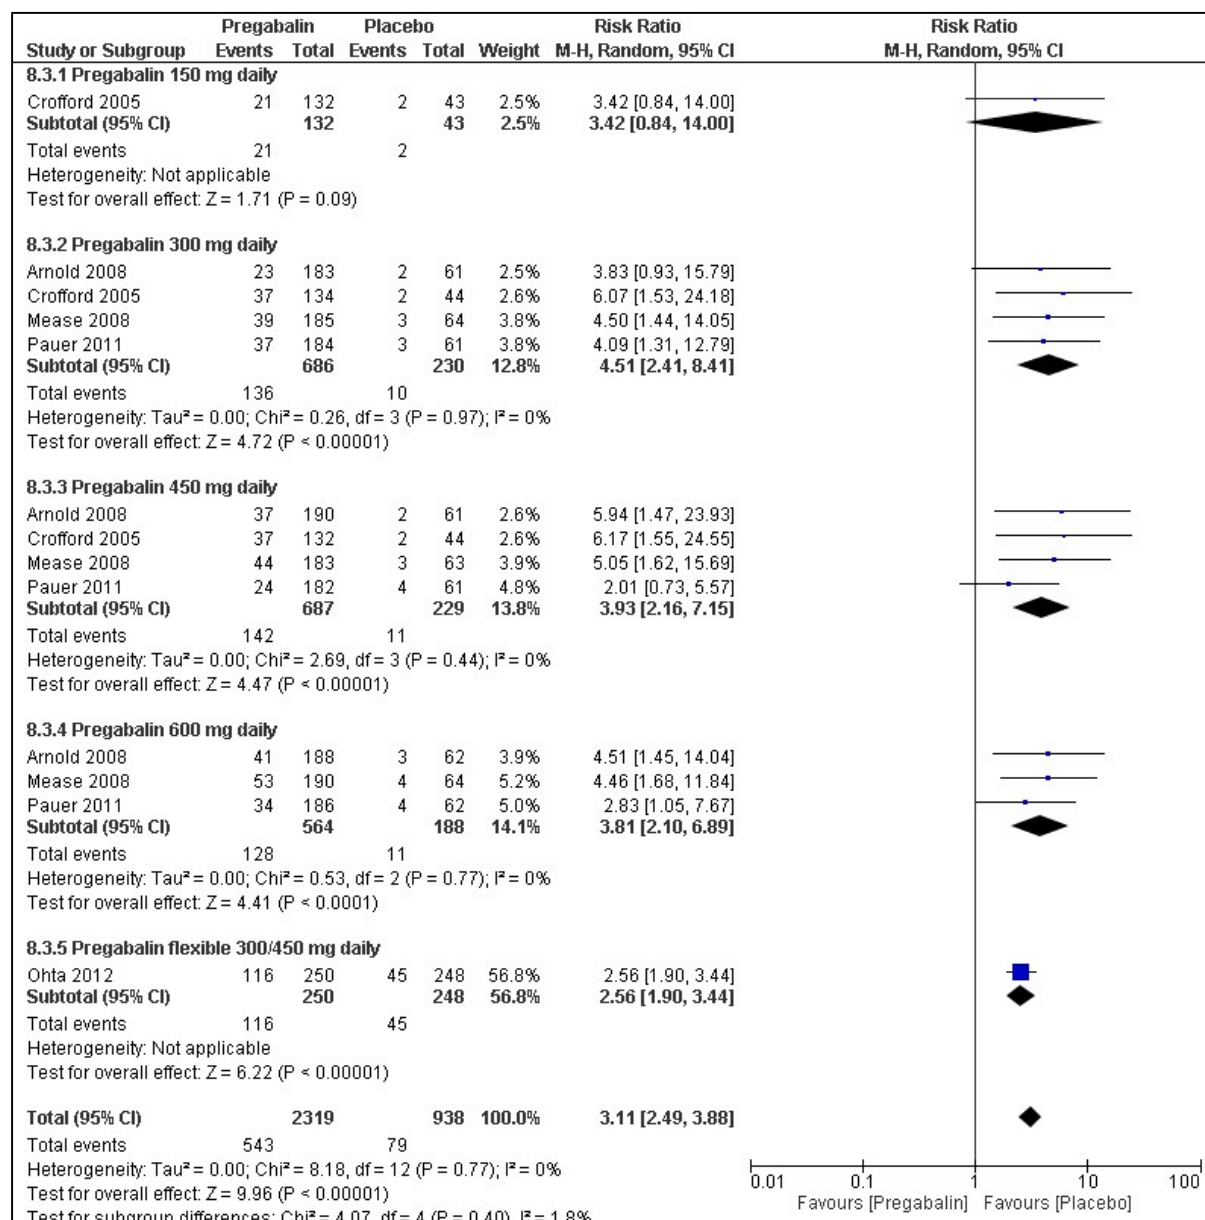 Pregabalin Placebo Risk Ratio Risk Ratio
Study or Subgroup Events Total Events Total Weight M-H, Random, 95% CI M-H, Random, 95% CI
8.3.1 Pregabalin 150 mg daily
Crofford 2005 21 132 2 43 2.5% 3.42 [0.84, 14.00]
Subtotal (95% CI) 132 43 2.5% 3.42 [0.84, 14.00]
Total events 21 2
Heterogeneity: Not applicable
Test for overall effect: Z = 1.71 (P = 0.09)
8.3.2 Pregabalin 300 mg daily
Arnold 2008 23 183 2 61 2.5% 3.83 [0.93, 15.79]
Crofford 2005 37 134 2 44 2.6% 6.07 [1.53, 24.18]
Mease 2008 39 185 3 64 3.8% 4.50 [1.44, 14.05]
Pauer 2011 37 184 3 61 3.8% 4.09 [1.31, 12.79]
Subtotal (95% CI) 686 230 12.8% 4.51 [2.41, 8.41]
Total events 136 10
Heterogeneity: Tau² = 0.00; Chi² = 0.26, df = 3 (P = 0.97); I² = 0%
Test for overall effect: Z = 4.72 (P < 0.00001)
8.3.3 Pregabalin 450 mg daily
Arnold 2008 37 190 2 61 2.6% 5.94 [1.47, 23.93]
Crofford 2005 37 132 2 44 2.6% 6.17 [1.55, 24.55]
Mease 2008 44 183 3 63 3.9% 5.05 [1.62, 15.69]
Pauer 2011 24 182 4 61 4.8% 2.01 [0.73, 5.57]
Subtotal (95% CI) 687 229 13.8% 3.93 [2.16, 7.15]
Total events 142 11
Heterogeneity: Tau² = 0.00; Chi² = 2.69, df = 3 (P = 0.44); I² = 0%
Test for overall effect: Z = 4.47 (P < 0.00001)
8.3.4 Pregabalin 600 mg daily
Arnold 2008 41 188 3 62 3.9% 4.51 [1.45, 14.04]
Mease 2008 53 190 4 64 5.2% 4.46 [1.68, 11.84]
Pauer 2011 34 186 4 62 5.0% 2.83 [1.05, 7.67]
Subtotal (95% CI) 564 188 14.1% 3.81 [2.10, 6.89]
Total events 128 11
Heterogeneity: Tau² = 0.00; Chi² = 0.53, df = 2 (P = 0.77); I² = 0%
Test for overall effect: Z = 4.41 (P < 0.0001)
8.3.5 Pregabalin flexible 300/450 mg daily
Ohta 2012 116 250 45 248 56.8% 2.56 [1.90, 3.44]
Subtotal (95% CI) 250 248 56.8% 2.56 [1.90, 3.44]
Total events 116 45
Heterogeneity: Not applicable
Test for overall effect: Z = 6.22 (P < 0.00001)
Total (95% CI) 2319 938 100.0% 3.11 [2.49, 3.88]
Total events 543 79
Heterogeneity: Tau² = 0.00; Chi² = 8.18, df = 12 (P = 0.77); I² = 0%
Test for overall effect: Z = 9.96 (P < 0.00001)
Test for subgroup differences: Chi² = 4.07, df = 4 (P = 0.40), I² = 1.8%
0.01 0.1 1 10 100
Favours [Pregabalin] Favours [Placebo]